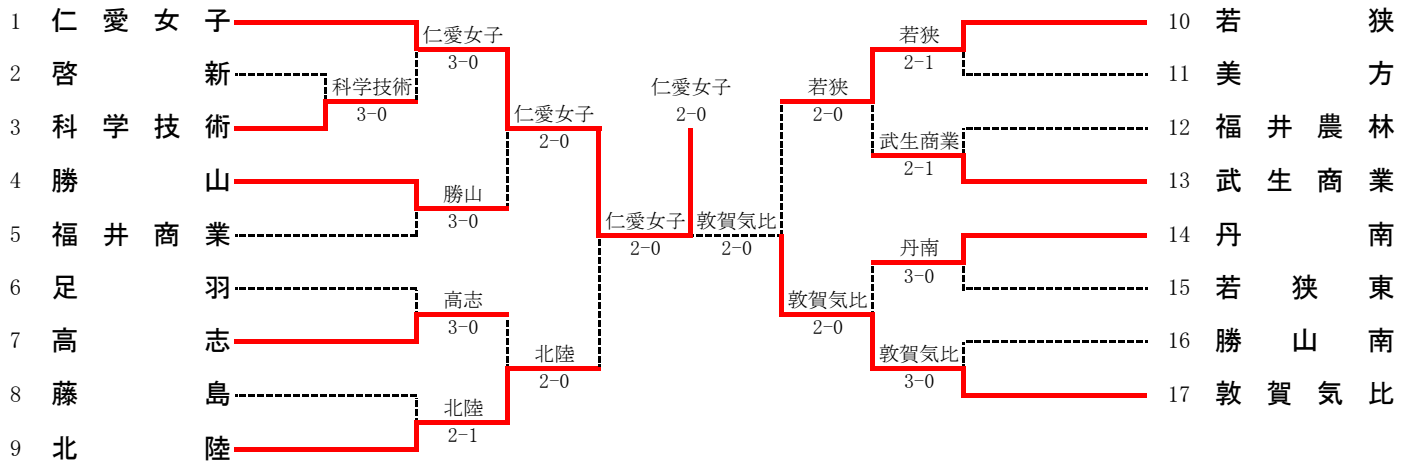 1 仁愛女子
2 啓新
3 科学技術
4 勝山
5 福井商業
6 足羽
7 高志
8 藤島
9 北陸
科学技術
3-0
仁愛女子
3-0
勝山
3-0
高志
3-0
北陸
2-1
仁愛女子
2-0
北陸
2-0
仁愛女子
2-0
仁愛女子
2-0
敦賀気比
2-0
若狭
2-0
敦賀気比
2-0
若狭
2-1
武生商業
2-1
丹南
3-0
敦賀気比
3-0
10 若狭
11 美方
12 福井農林
13 武生商業
14 丹南
15 若狭東
16 勝山南
17 敦賀気比